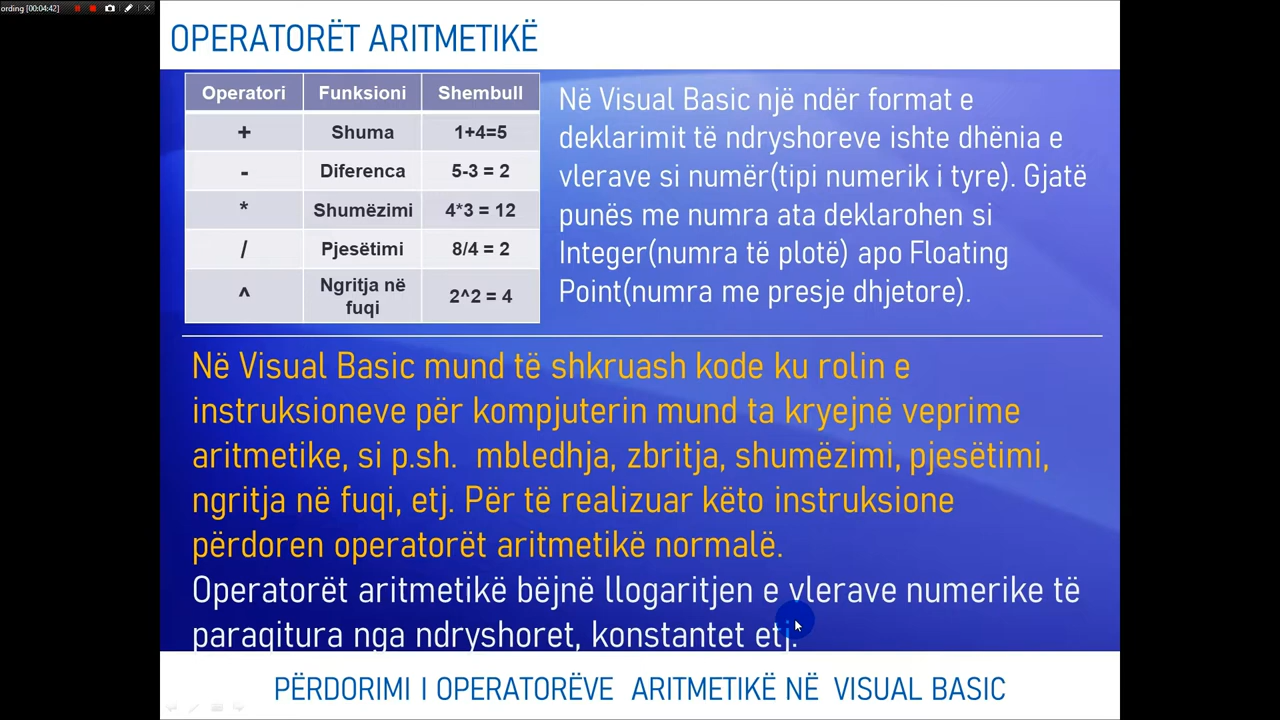 ording [00:04:42]
OPERATORËT ARITMETIKË
Operatori Funksioni Shembull
+ Shuma 1+4=5
- Diferenca 5-3 = 2
* Shumëzimi 4*3 = 12
/ Pjesëtimi 8/4 = 2
^ Ngritja në fuqi 2^2 = 4
Në Visual Basic një ndër format e
deklarimit të ndryshoreve ishte dhënia e
vlerave si numër(tipi numerik i tyre). Gjatë
punës me numra ata deklarohen si
Integer(numra të plotë) apo Floating
Point(numra me presje dhjetore).
Në Visual Basic mund të shkruash kode ku rolin e
instruksioneve për kompjuterin mund ta kryejnë veprime
aritmetike, si p.sh. mbledhja, zbritja, shumëzimi, pjesëtimi,
ngritja në fuqi, etj. Për të realizuar këto instruksione
përdoren operatorët aritmetikë normalë.
Operatorët aritmetikë bëjnë llogaritjen e vlerave numerike të
paraqitura nga ndryshoret, konstantet etj.
PËRDORIMI I OPERATORËVE ARITMETIKË NË VISUAL BASIC